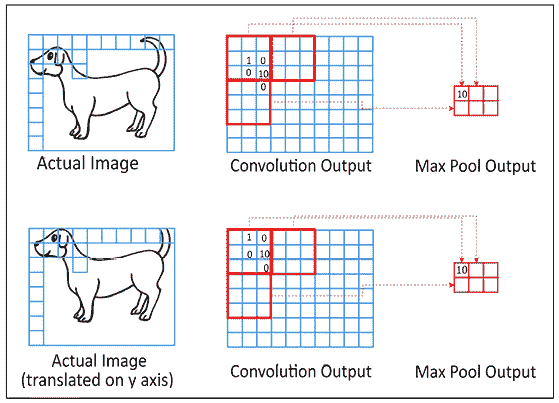 1 0
0 10
0
10
Actual Image
Convolution Output
Max Pool Output
1 0
0 10
0
10
Actual Image
(translated on y axis)
Convolution Output
Max Pool Output